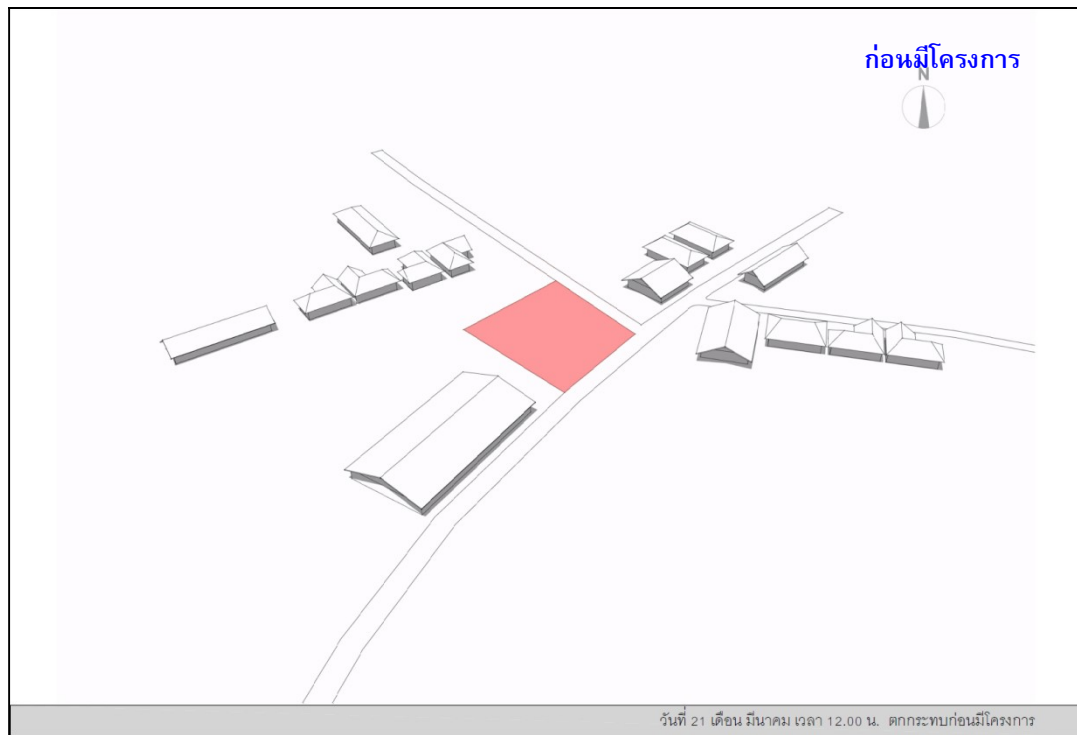 ก่อนมีโครงการ
N
วันที่ 21 เดือน มีนาคม เวลา 12.00 น. ตกกระทบก่อนมีโครงการ